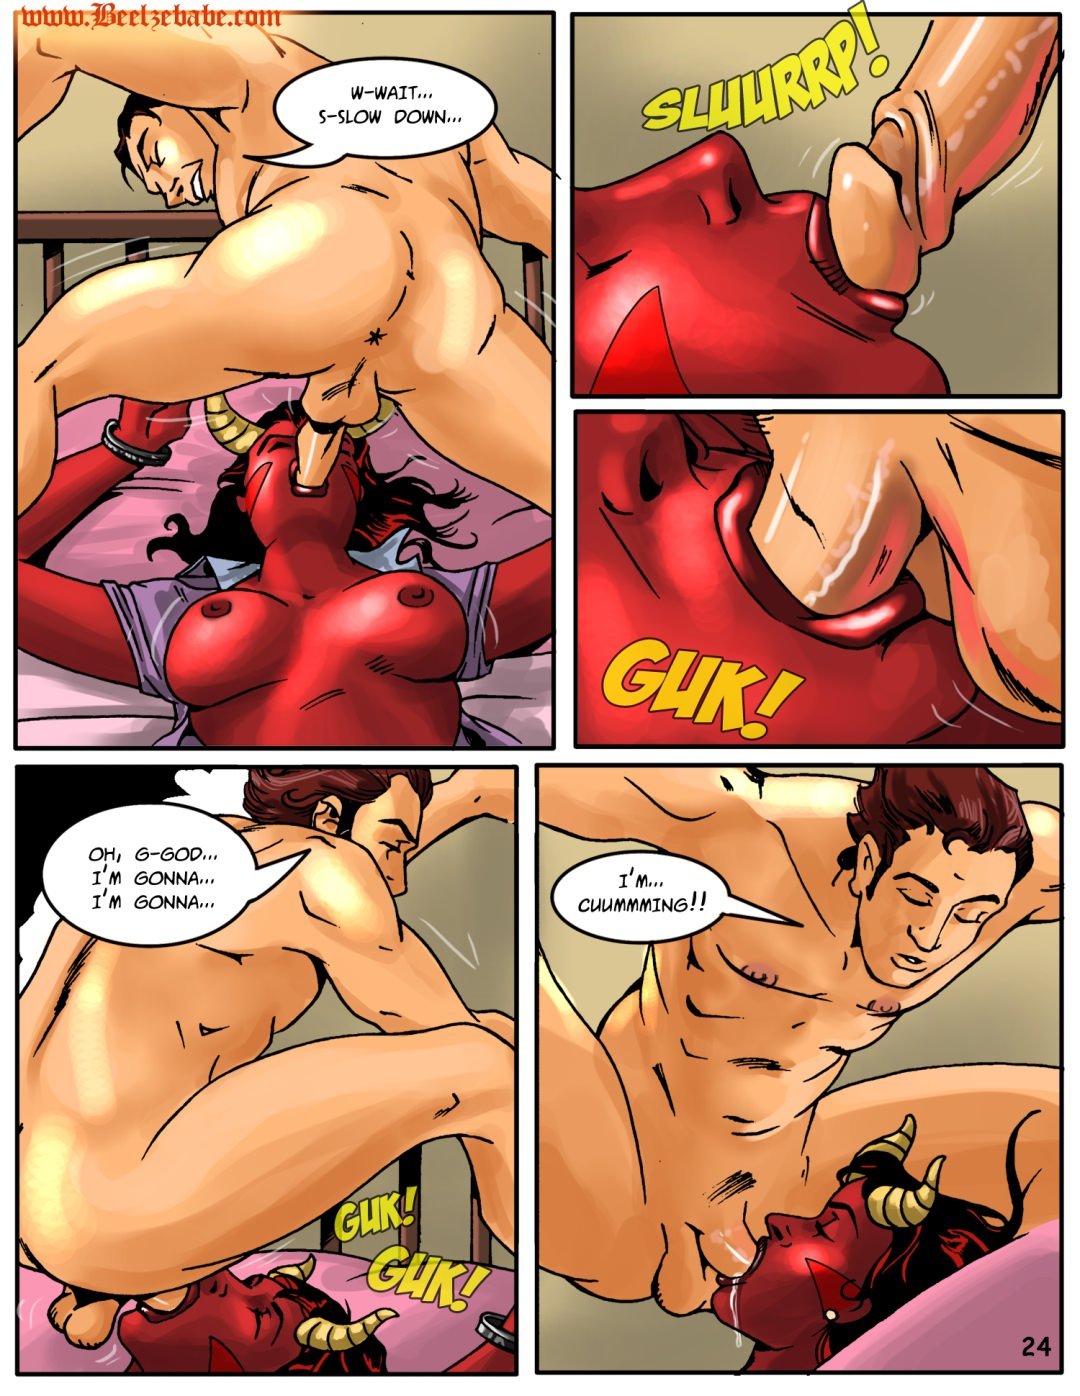 www.Beelzebabe.com
W-WAIT...
S-SLOW DOWN...
SLUURRP!
GUK!
OH, G-GOD...
I'M GONNA...
I'M GONNA...
GUK!
GUK!
I'M...
CUUMMMING!!
24